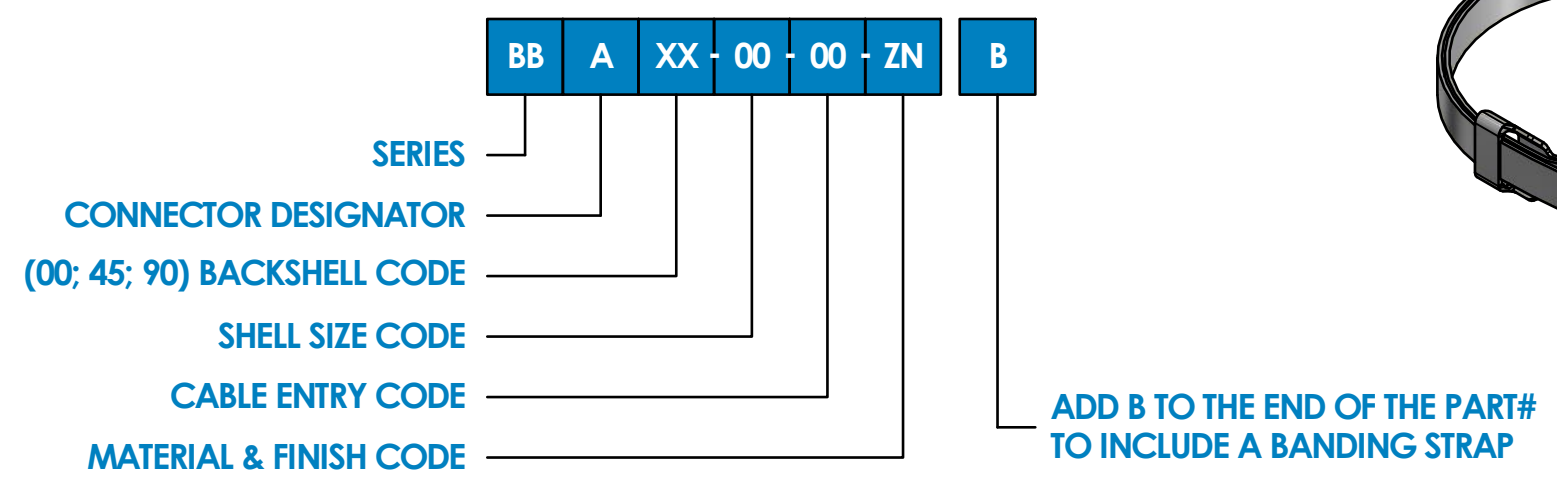 BB A XX - 00 - 00 - ZN B
SERIES
CONNECTOR DESIGNATOR
(00; 45; 90) BACKSHELL CODE
SHELL SIZE CODE
CABLE ENTRY CODE
MATERIAL & FINISH CODE
ADD B TO THE END OF THE PART#
TO INCLUDE A BANDING STRAP